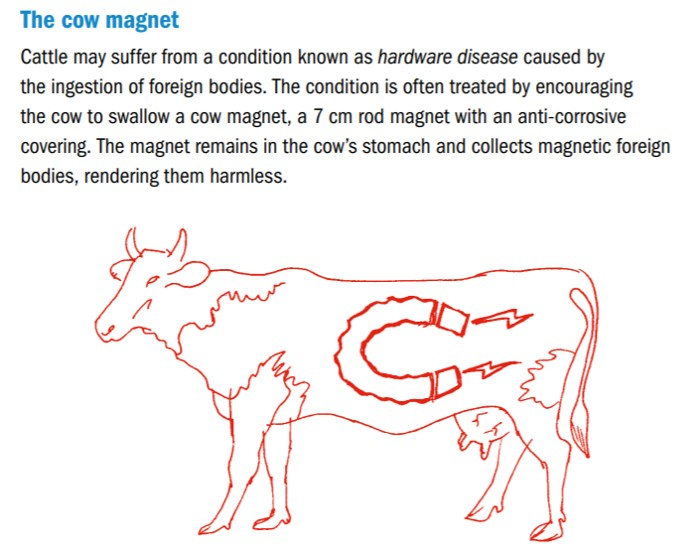 The cow magnet
Cattle may suffer from a condition known as hardware disease caused by
the ingestion of foreign bodies. The condition is often treated by encouraging
the cow to swallow a cow magnet, a 7 cm rod magnet with an anti-corrosive
covering. The magnet remains in the cow’s stomach and collects magnetic foreign
bodies, rendering them harmless.